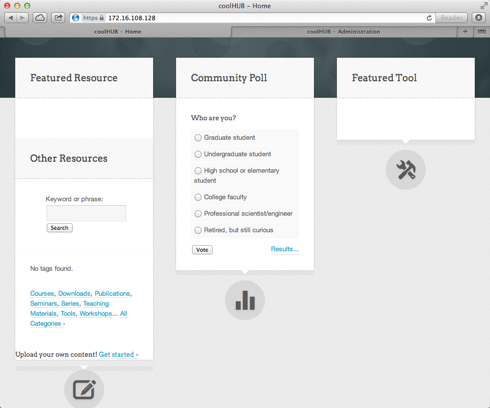 coolHUB – Home
https 172.16.108.128 Reader
coolHUB – Home
coolHUB – Administration
Featured Resource
Other Resources
Keyword or phrase:
Search
No tags found.
Courses, Downloads, Publications,
Seminars, Series, Teaching
Materials, Tools, Workshops... All
Categories ›
Upload your own content! Get started ›
Community Poll
Who are you?
Graduate student
Undergraduate student
High school or elementary
student
College faculty
Professional scientist/engineer
Retired, but still curious
Vote Results...
Featured Tool